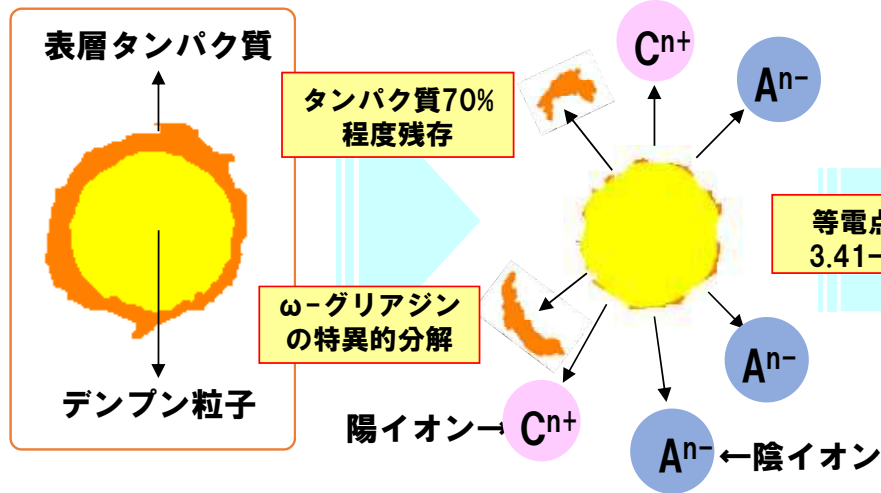 表層タンパク質
デンプン粒子
タンパク質70%
程度残存
ω-グリアジン
の特異的分解
Cn+
An-
An-
陽イオン→
Cn+
An-
←陰イオン
等電点
3.41-